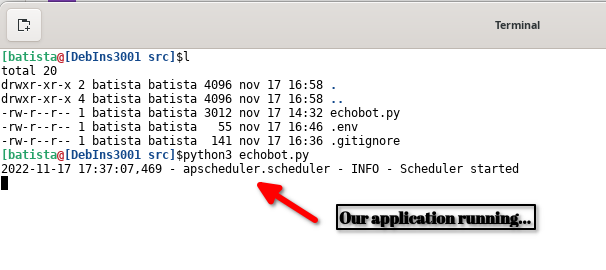 Terminal
[batista@[DebIns3001 src]$l
total 20
drwxr-xr-x 2 batista batista 4096 nov 17 16:58 .
drwxr-xr-x 4 batista batista 4096 nov 17 16:58 ..
-rw-r--r-- 1 batista batista 3012 nov 17 14:32 echobot.py
-rw-r--r-- 1 batista batista   55 nov 17 16:46 .env
-rw-r--r-- 1 batista batista  141 nov 17 16:36 .gitignore
[batista@[DebIns3001 src]$python3 echobot.py
2022-11-17 17:37:07,469 - apscheduler.scheduler - INFO - Scheduler started
Our application running...